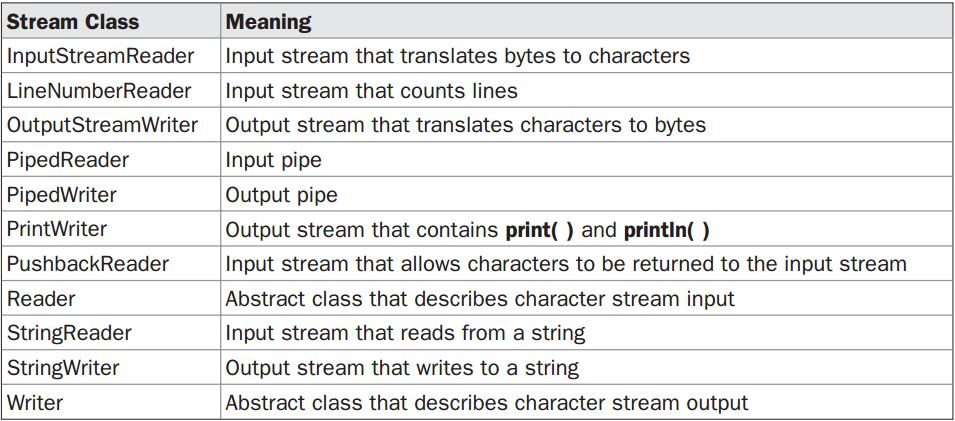 Stream Class Meaning
InputStreamReader Input stream that translates bytes to characters
LineNumberReader Input stream that counts lines
OutputStreamWriter Output stream that translates characters to bytes
PipedReader Input pipe
PipedWriter Output pipe
PrintWriter Output stream that contains print( ) and println( )
PushbackReader Input stream that allows characters to be returned to the input stream
Reader Abstract class that describes character stream input
StringReader Input stream that reads from a string
StringWriter Output stream that writes to a string
Writer Abstract class that describes character stream output